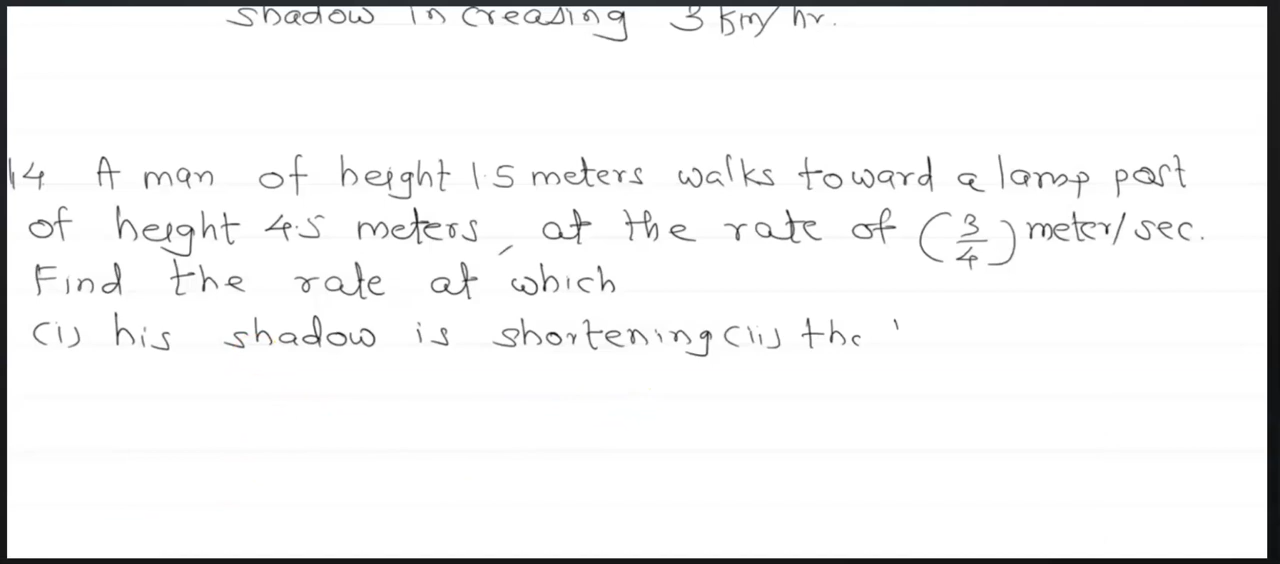 shadow increasing 3 km/hr.
14 A man of height 1.5 meters walks toward a lamp post
of height 4.5 meters, at the rate of (3/4) meter/sec.
Find the rate at which
(i) his shadow is shortening (ii) the